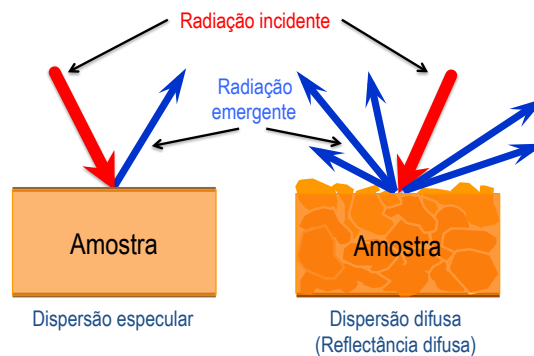 Radiação incidente
Radiação
emergente
Amostra
Amostra
Dispersão especular
Dispersão difusa
(Reflectância difusa)